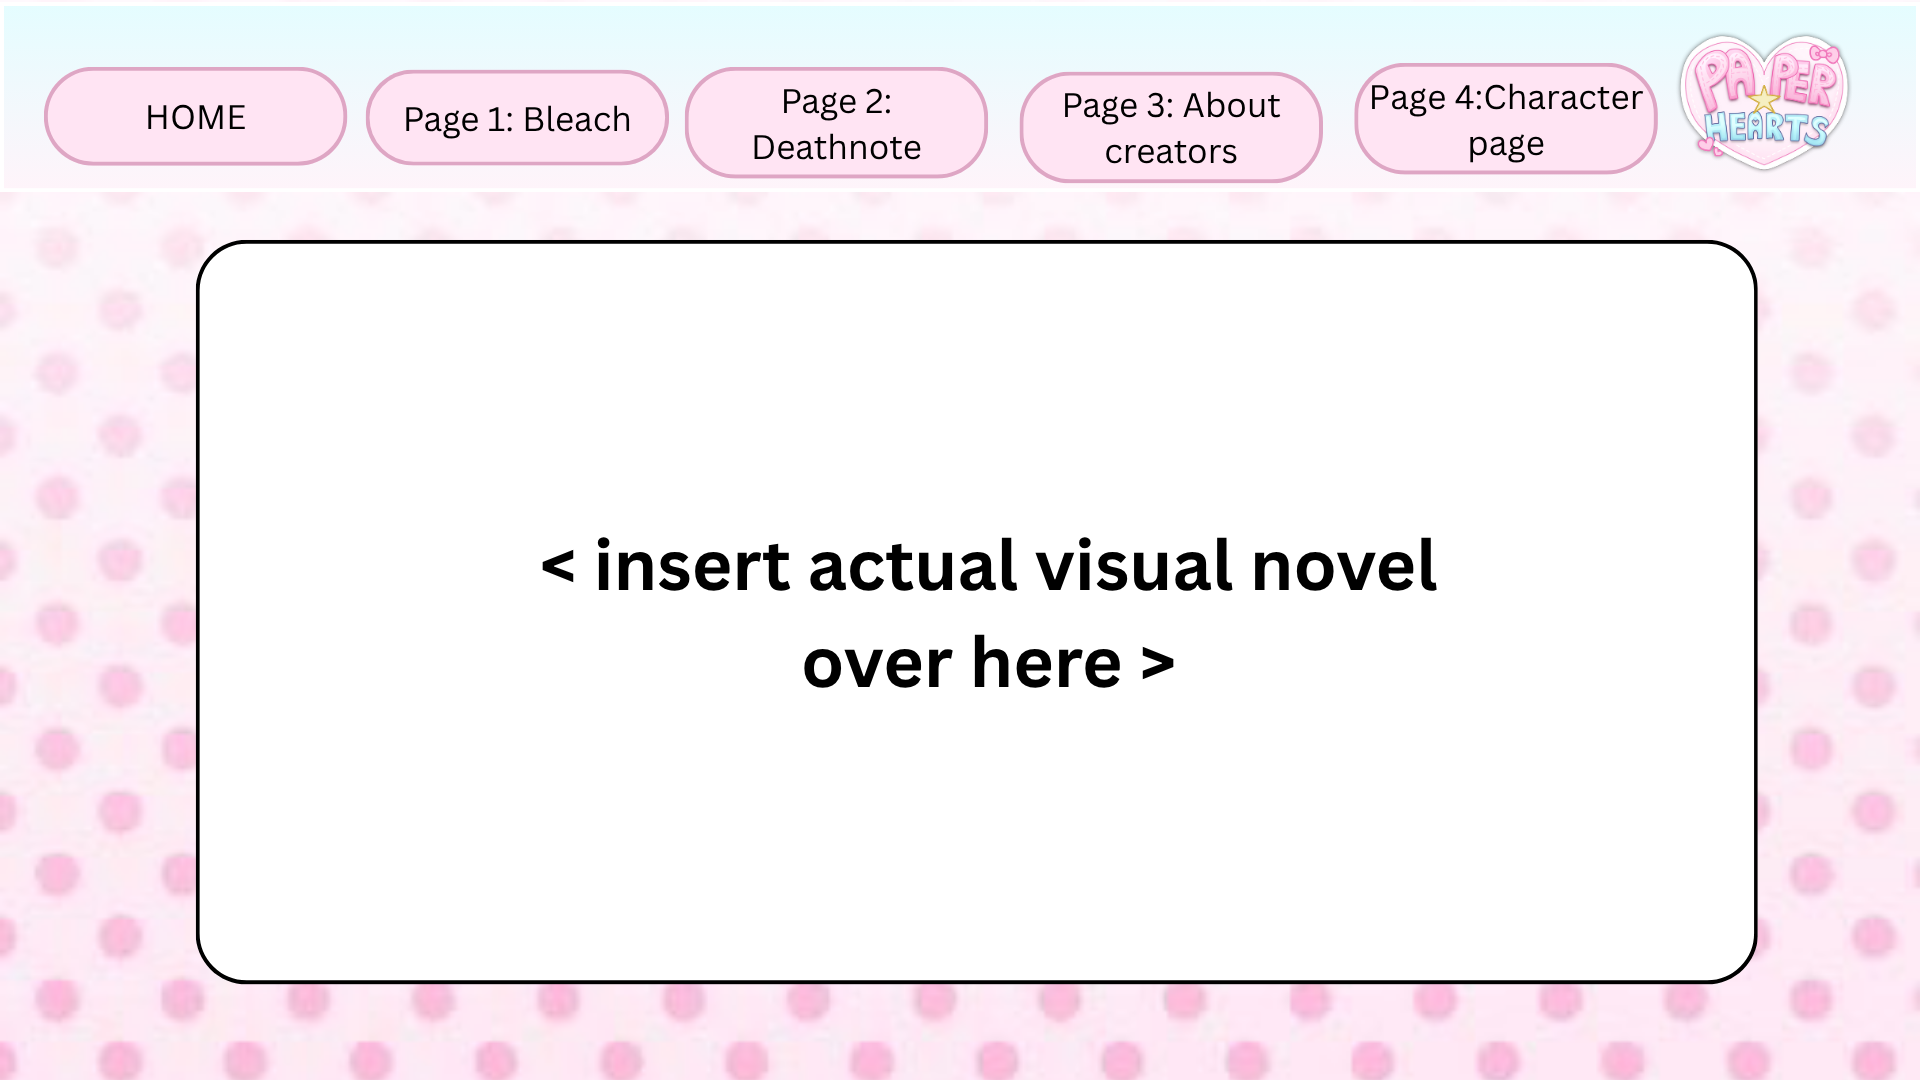 HOME
Page 1: Bleach
Page 2:
Deathnote
Page 3: About
creators
Page 4:Character
page
PAPER
HEARTS
< insert actual visual novel
over here >